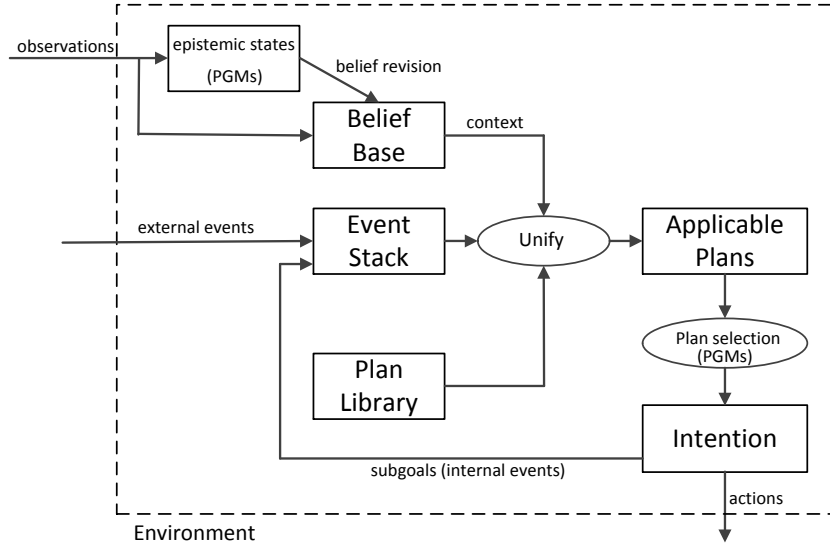 observations
epistemic states
(PGMs)
belief revision
Belief
Base
context
external events
Event
Stack
Unify
Applicable
Plans
Plan selection
(PGMs)
Plan
Library
Intention
subgoals (internal events)
actions
Environment